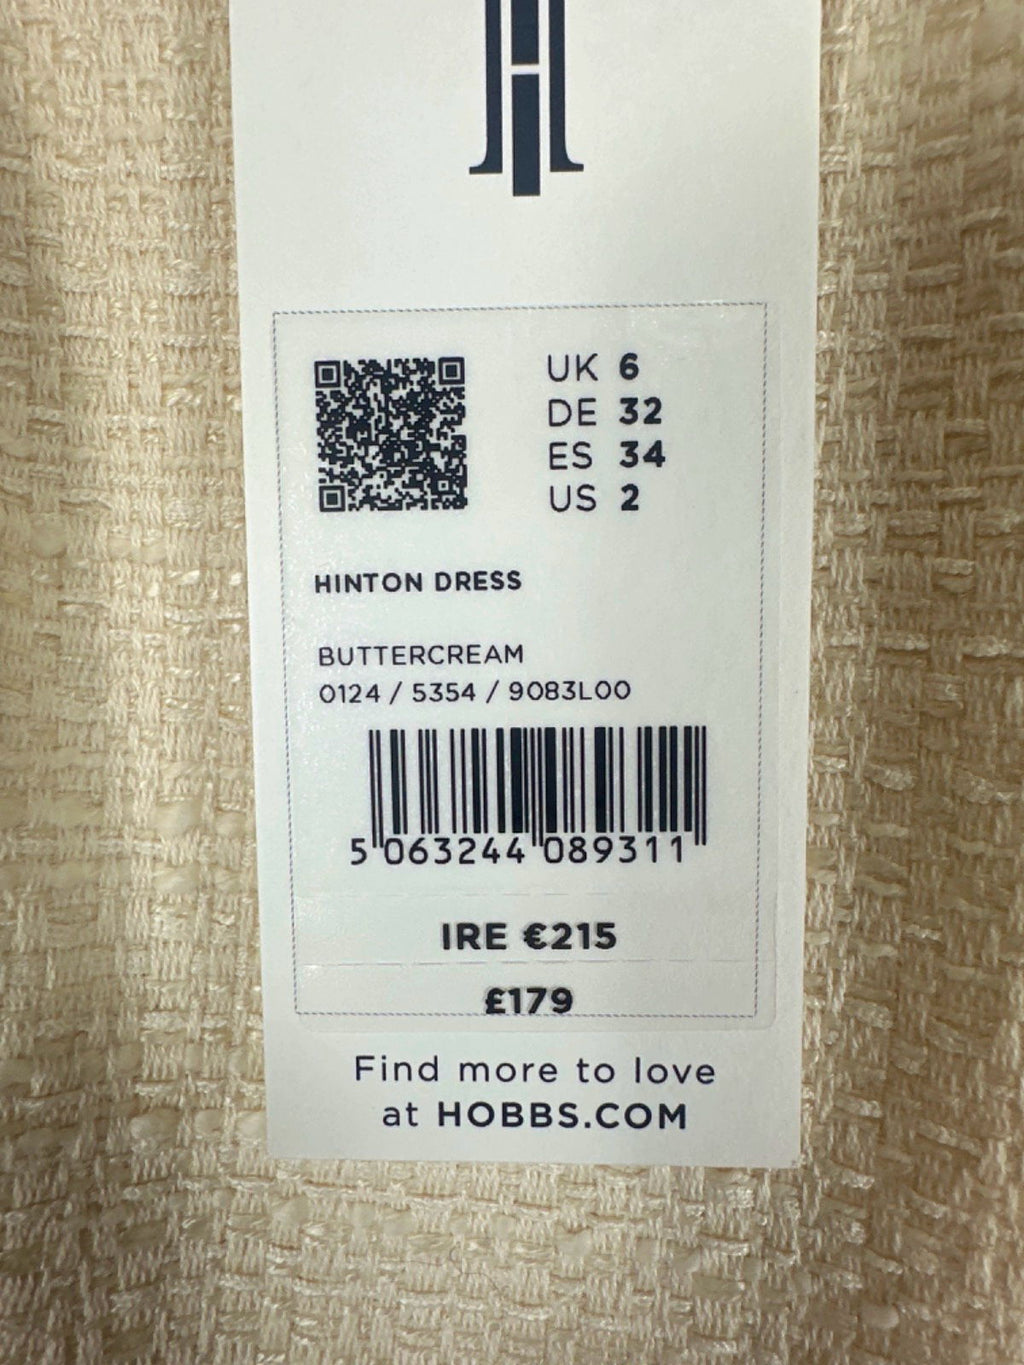 UK 6
DE 32
ES 34
US 2
HINTON DRESS
BUTTERCREAM
0124 / 5354 / 9083L00
5 063244 089311
IRE €215
£179
Find more to love
at HOBBS.COM